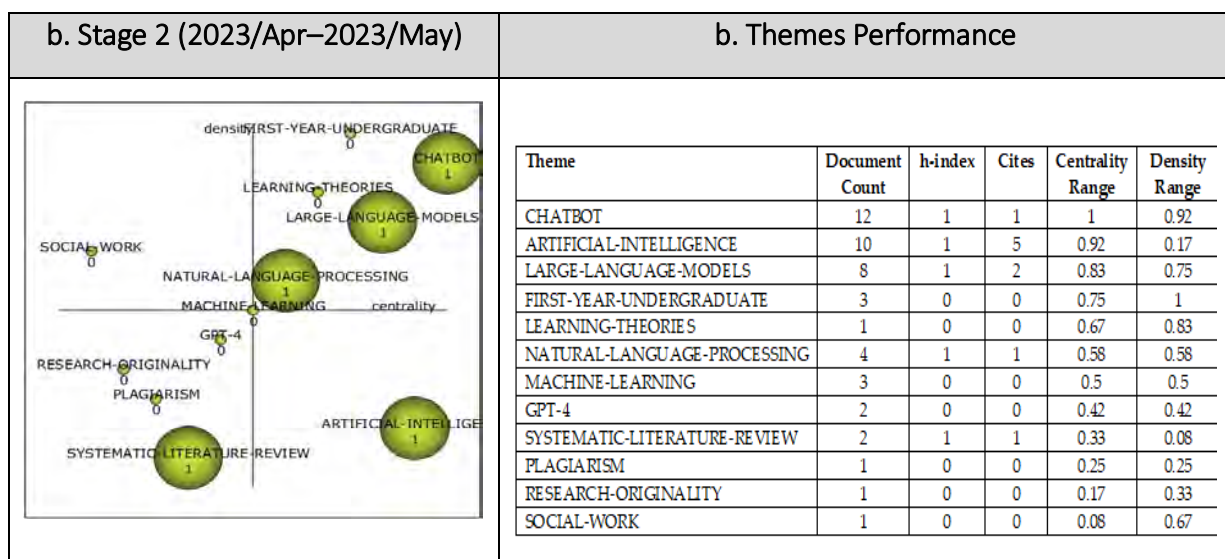 b. Stage 2 (2023/Apr–2023/May)
b. Themes Performance
density
FIRST-YEAR-UNDERGRADUATE
0
CHATBOT
1
LEARNING-THEORIES
0
LARGE-LANGUAGE-MODELS
1
SOCIAL-WORK
0
NATURAL-LANGUAGE-PROCESSING
1
MACHINE-LEARNING
0
centrality
GPT-4
0
RESEARCH-ORIGINALITY
0
PLAGIARISM
0
ARTIFICIAL-INTELLIGE
1
SYSTEMATIC-LITERATURE-REVIEW
1
Theme Document Count h-index Cites Centrality Range Density Range
CHATBOT 12 1 1 1 0.92
ARTIFICIAL-INTELLIGENCE 10 1 5 0.92 0.17
LARGE-LANGUAGE-MODELS 8 1 2 0.83 0.75
FIRST-YEAR-UNDERGRADUATE 3 0 0 0.75 1
LEARNING-THEORIES 1 0 0 0.67 0.83
NATURAL-LANGUAGE-PROCESSING 4 1 1 0.58 0.58
MACHINE-LEARNING 3 0 0 0.5 0.5
GPT-4 2 0 0 0.42 0.42
SYSTEMATIC-LITERATURE-REVIEW 2 1 1 0.33 0.08
PLAGIARISM 1 0 0 0.25 0.25
RESEARCH-ORIGINALITY 1 0 0 0.17 0.33
SOCIAL-WORK 1 0 0 0.08 0.67